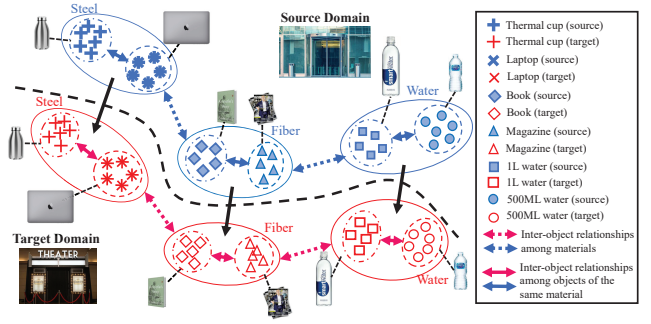 Steel
Source Domain
Water
Fiber
Steel
Fiber
Water
Target Domain
THEATER
Thermal cup (source)
Thermal cup (target)
Laptop (source)
Laptop (target)
Book (source)
Book (target)
Magazine (source)
Magazine (target)
1L water (source)
1L water (target)
500ML water (source)
500ML water (target)
Inter-object relationships
among materials
Inter-object relationships
among objects of the
same material